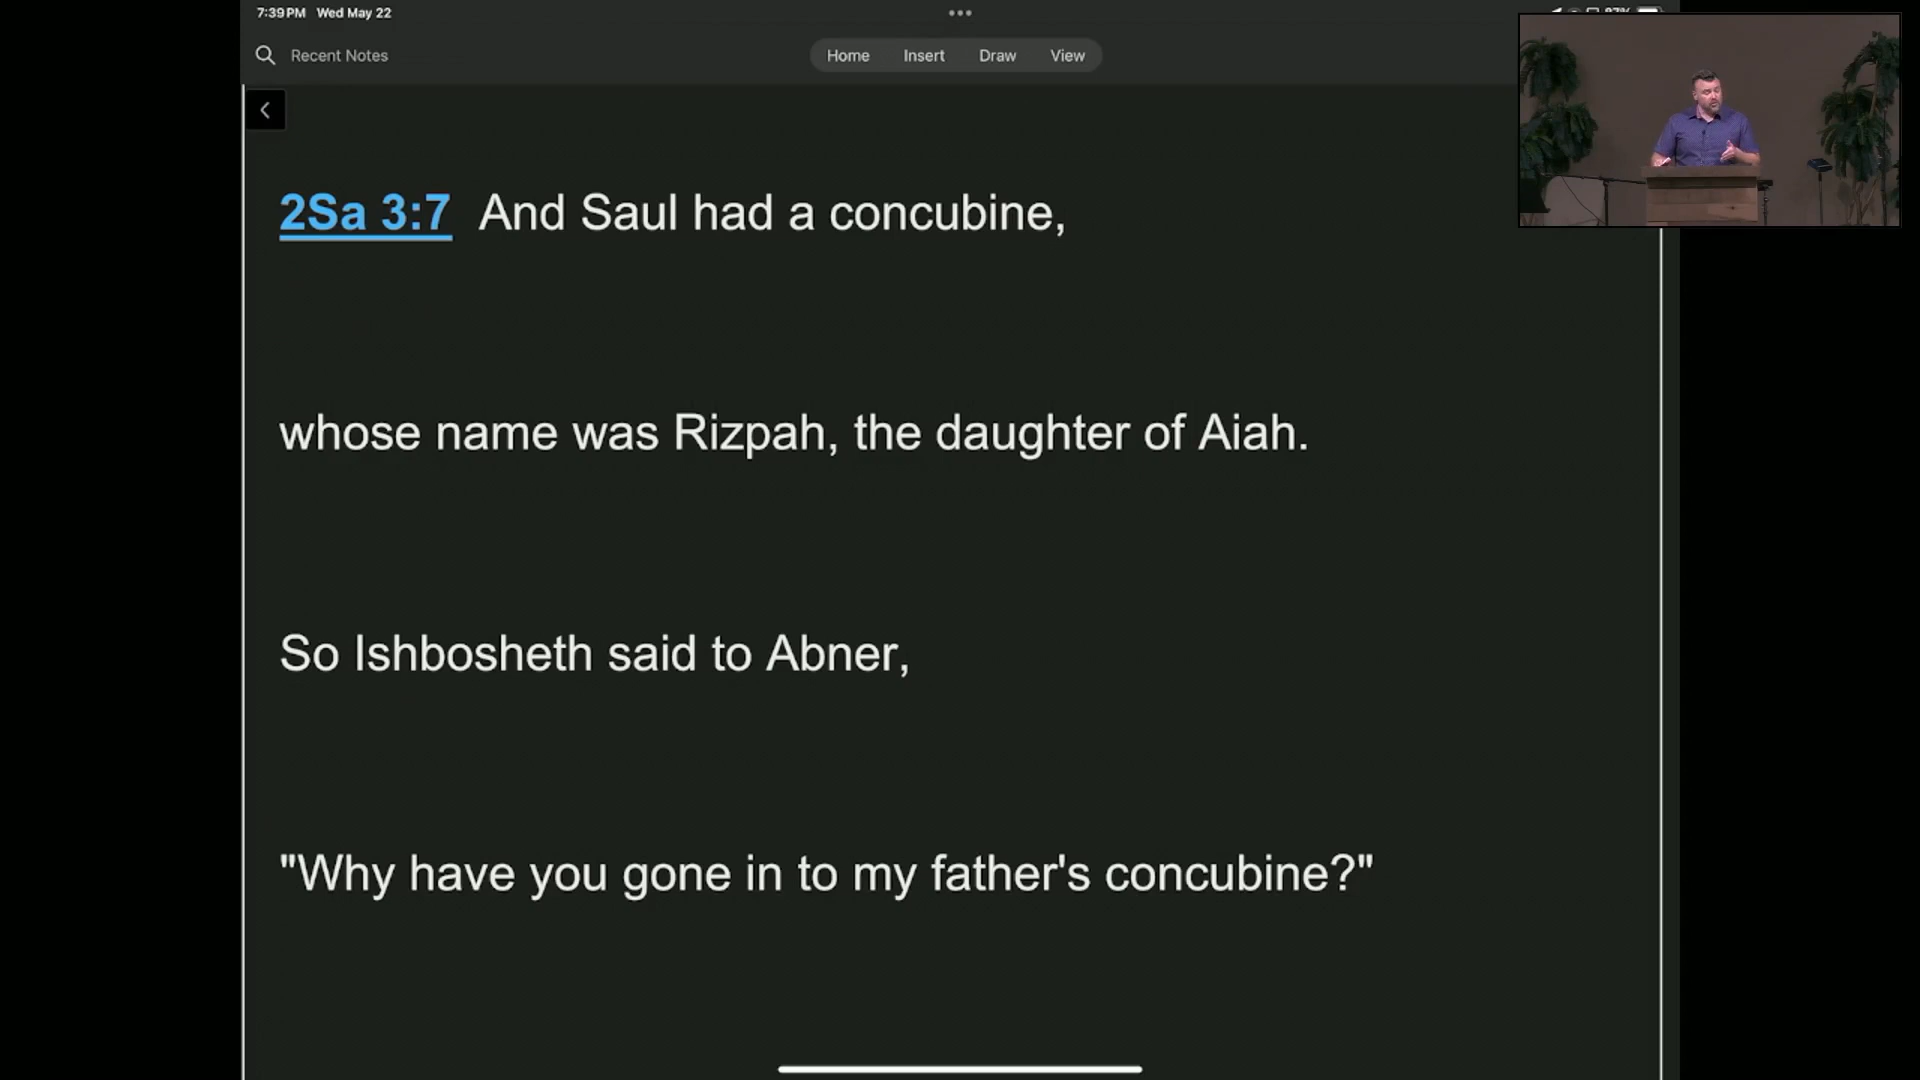 7:39 PM Wed May 22
Recent Notes
Home Insert Draw View
2Sa 3:7 And Saul had a concubine,
whose name was Rizpah, the daughter of Aiah.
So Ishbosheth said to Abner,
"Why have you gone in to my father's concubine?"